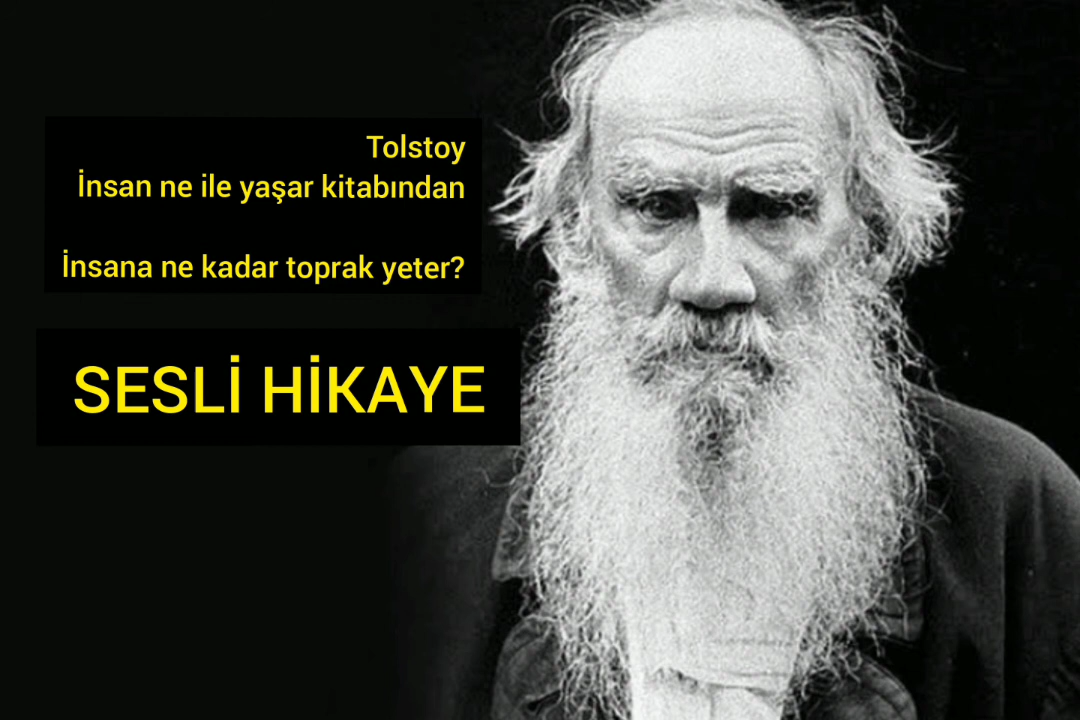 Tolstoy
İnsan ne ile yaşar kitabından
İnsana ne kadar toprak yeter?
SESLİ HİKAYE